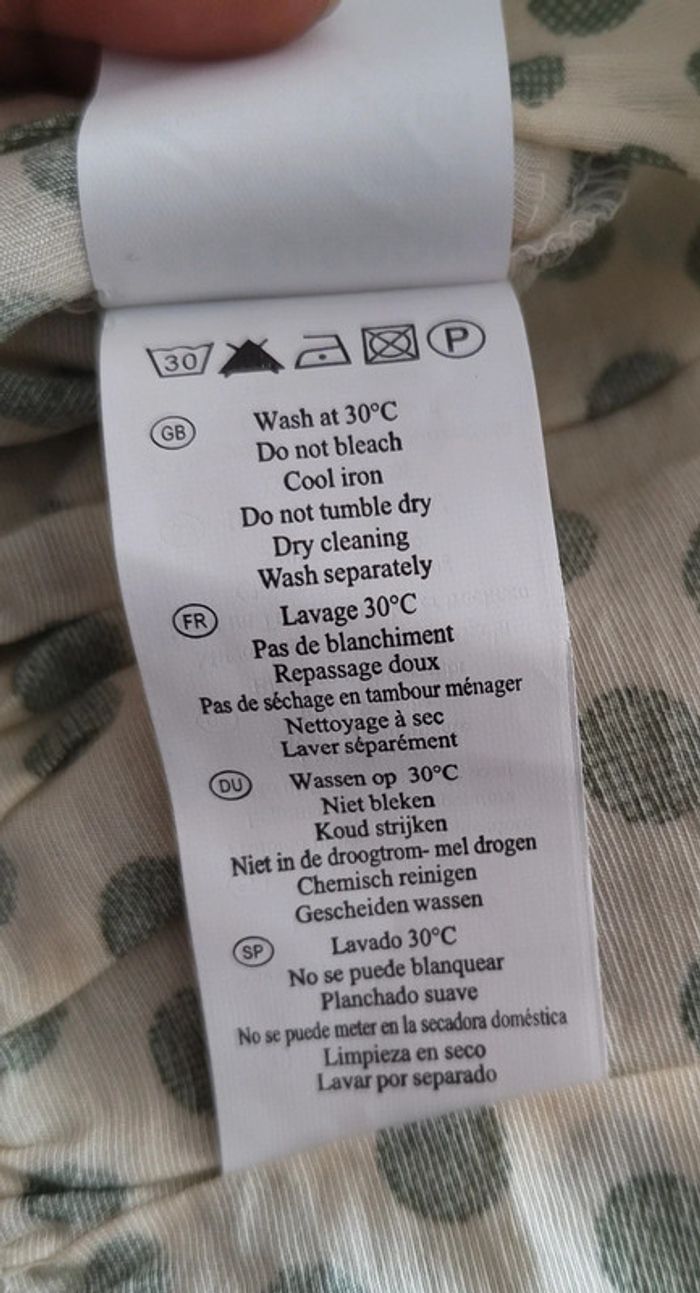 30 P
GB
Wash at 30°C
Do not bleach
Cool iron
Do not tumble dry
Dry cleaning
Wash separately
FR
Lavage 30°C
Pas de blanchiment
Repassage doux
Pas de séchage en tambour ménager
Nettoyage à sec
Laver séparément
DU
Wassen op 30°C
Niet bleken
Koud strijken
Niet in de droogtrom- mel drogen
Chemisch reinigen
Gescheiden wassen
SP
Lavado 30°C
No se puede blanquear
Planchado suave
No se puede meter en la secadora doméstica
Limpieza en seco
Lavar por separado